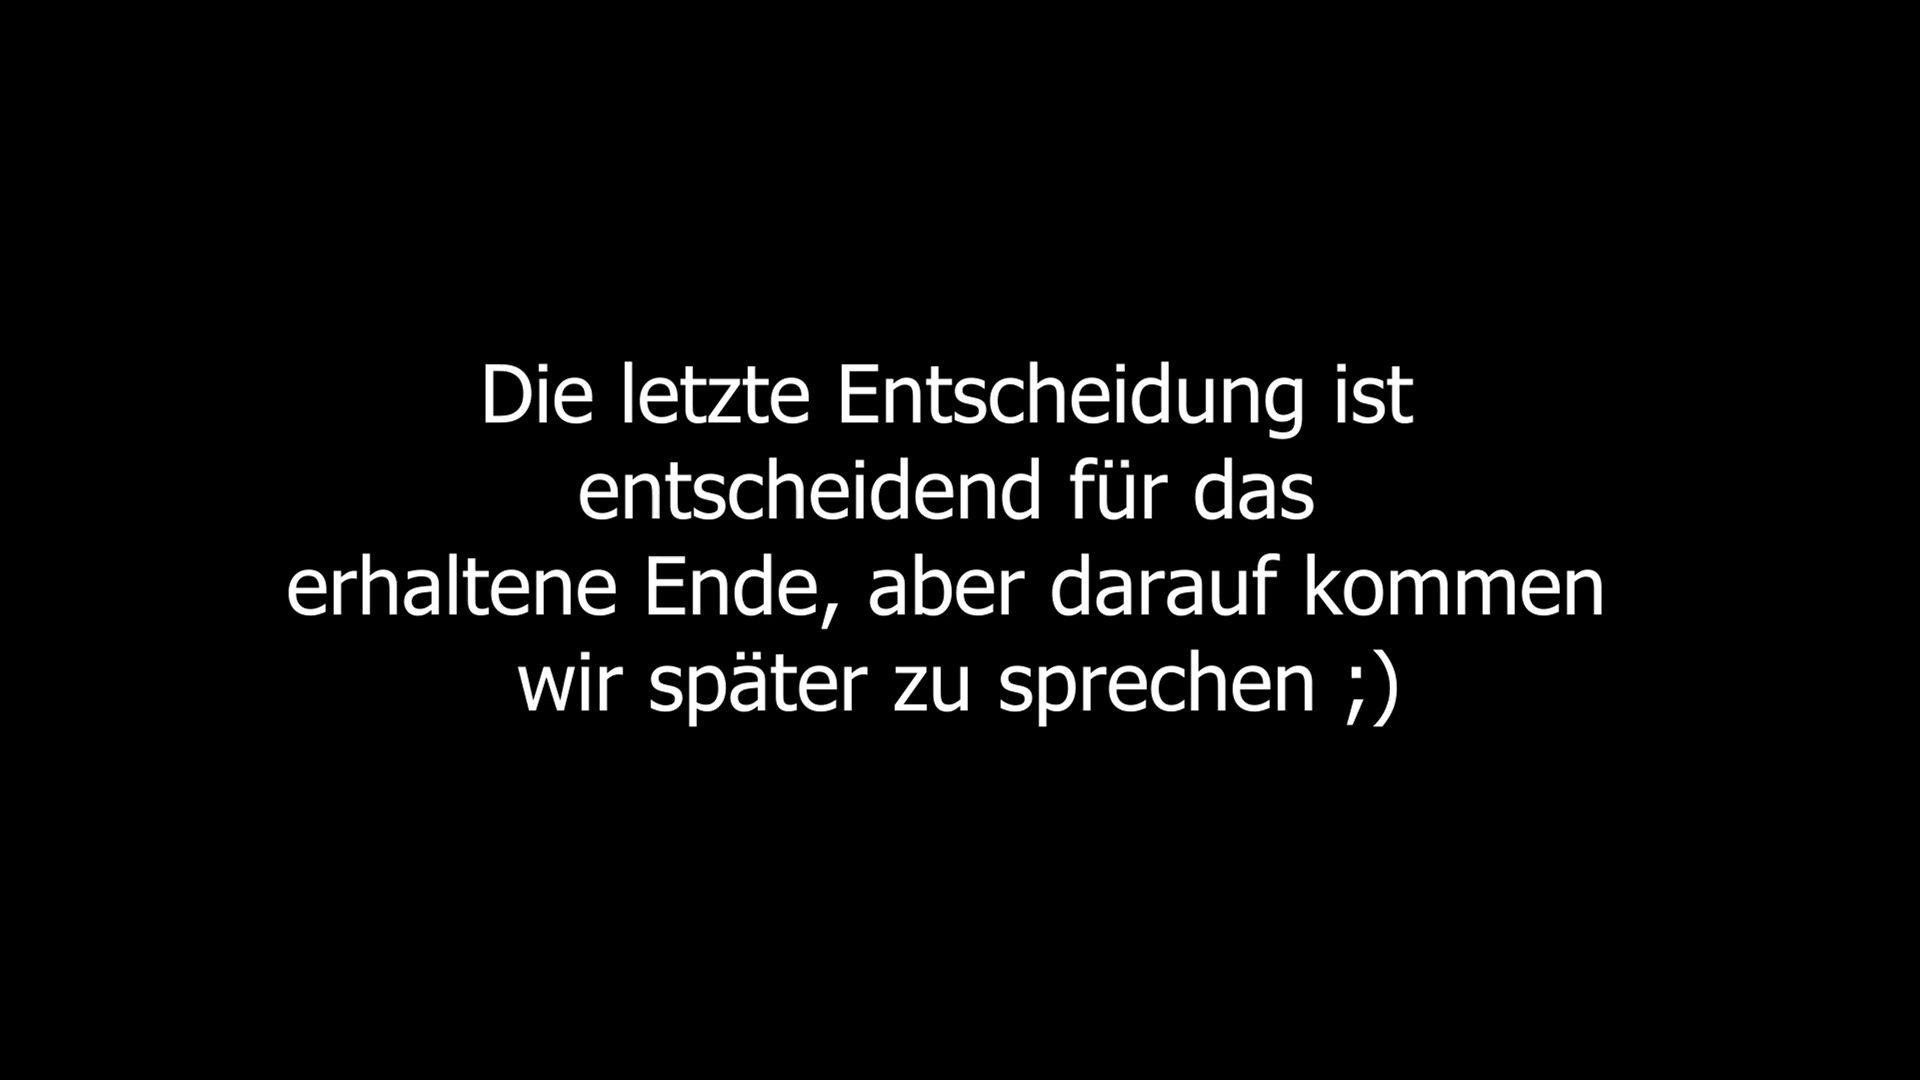 Die letzte Entscheidung ist
entscheidend für das
erhaltene Ende, aber darauf kommen
wir später zu sprechen ;)